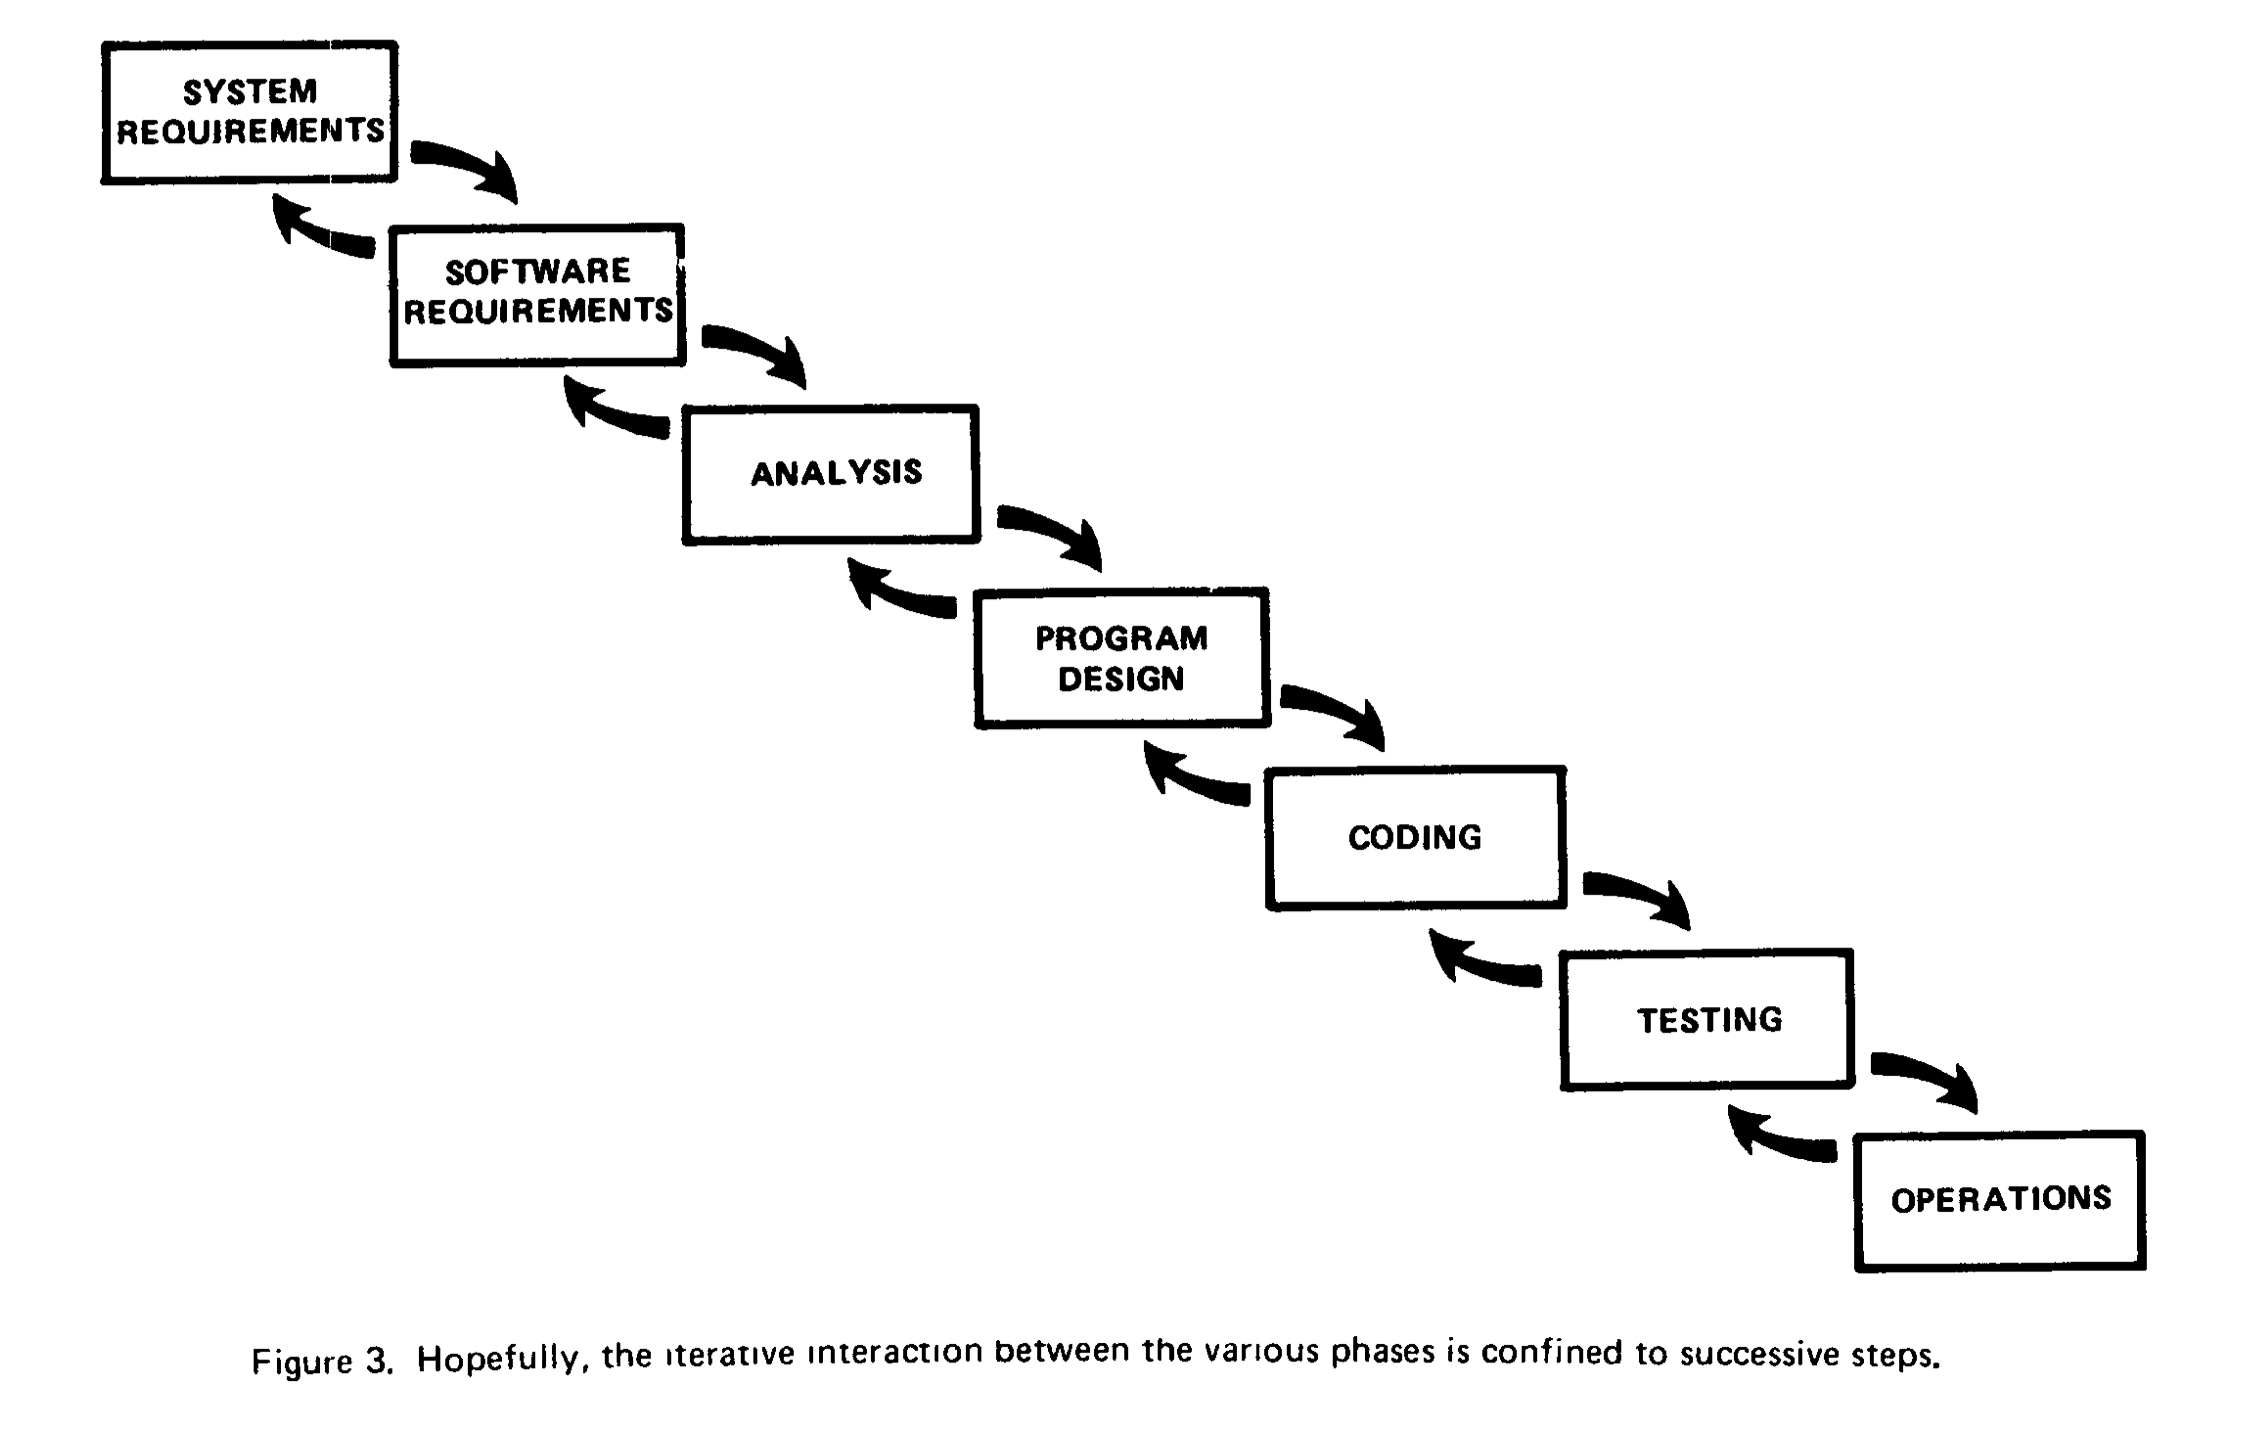 SYSTEM
REQUIREMENTS
SOFTWARE
REQUIREMENTS
ANALYSIS
PROGRAM
DESIGN
CODING
TESTING
OPERATIONS
Figure 3. Hopefully, the iterative interaction between the various phases is confined to successive steps.